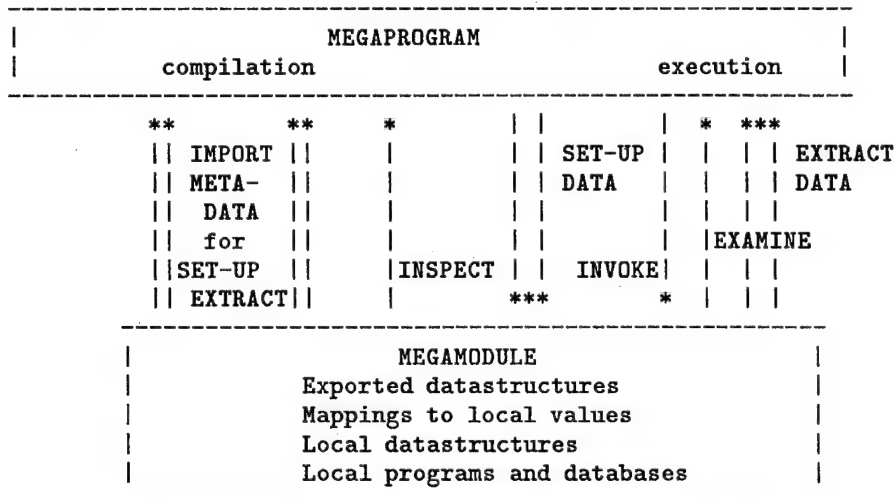 MEGAPROGRAM
compilation execution
** ** * * ***
IMPORT SET-UP EXTRACT
META- DATA DATA
DATA
for EXAMINE
SET-UP INSPECT INVOKE
EXTRACT *** *
MEGAMODULE
Exported datastructures
Mappings to local values
Local datastructures
Local programs and databases